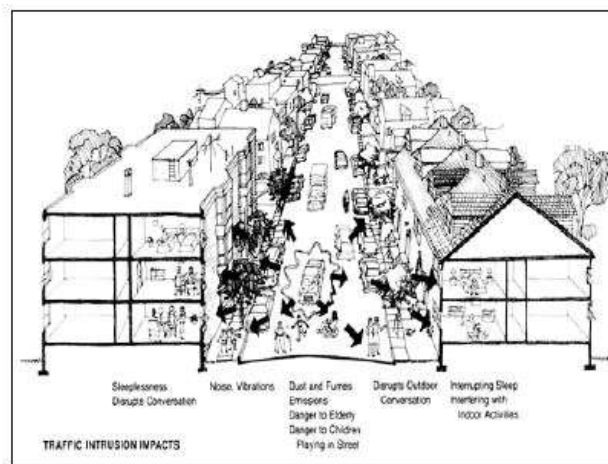 Sleeplessness
Disrupts Conversation
Noise, Vibrations
Dust and Fumes
Emissions
Danger to Elderly
Danger to Children
Playing in Street
Disrupts Outdoor
Conversation
Interrupting Sleep
Interfering with
Indoor Activities
TRAFFIC INTRUSION IMPACTS